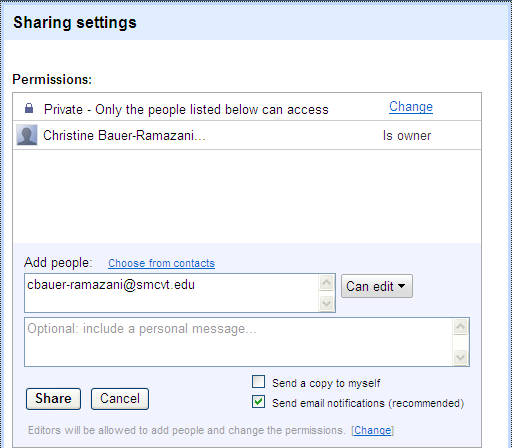 Sharing settings
Permissions:
Private - Only the people listed below can access Change
Christine Bauer-Ramazani... Is owner
Add people: Choose from contacts
cbauer-ramazani@smcvt.edu Can edit
Optional: include a personal message...
Send a copy to myself
Share Cancel
Send email notifications (recommended)
Editors will be allowed to add people and change the permissions. [Change]